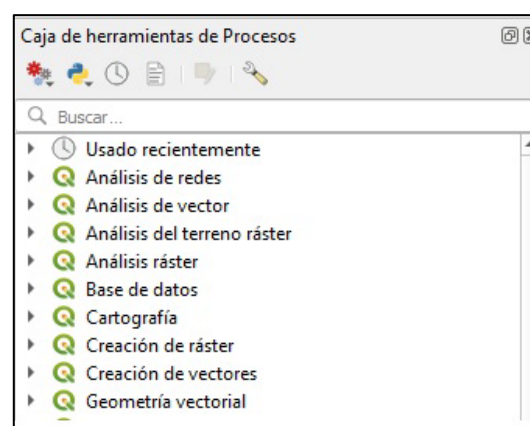 Caja de herramientas de Procesos
Buscar...
Usado recientemente
Análisis de redes
Análisis de vector
Análisis del terreno ráster
Análisis ráster
Base de datos
Cartografía
Creación de ráster
Creación de vectores
Geometría vectorial